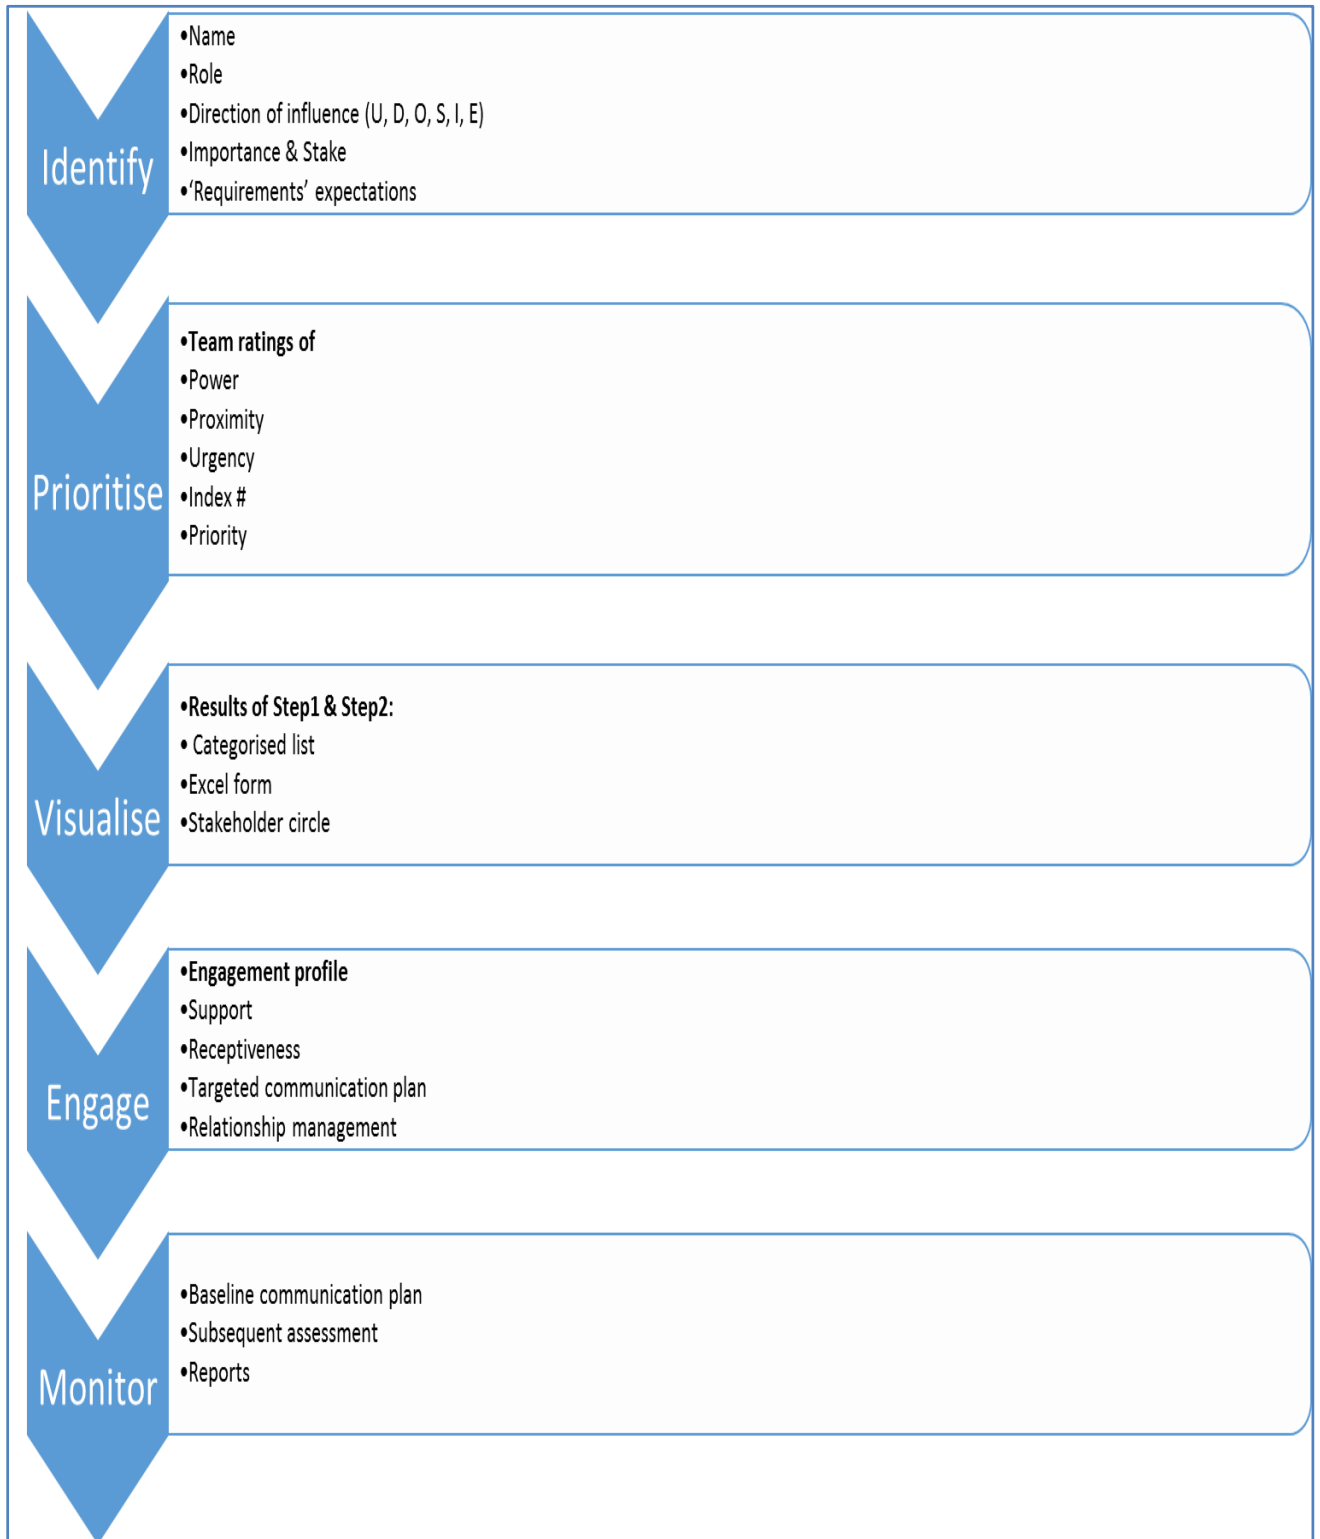 Identify
•Name
•Role
•Direction of influence (U, D, O, S, I, E)
•Importance & Stake
•‘Requirements’ expectations
Prioritise
•Team ratings of
•Power
•Proximity
•Urgency
•Index #
•Priority
Visualise
•Results of Step1 & Step2:
• Categorised list
•Excel form
•Stakeholder circle
Engage
•Engagement profile
•Support
•Receptiveness
•Targeted communication plan
•Relationship management
Monitor
•Baseline communication plan
•Subsequent assessment
•Reports